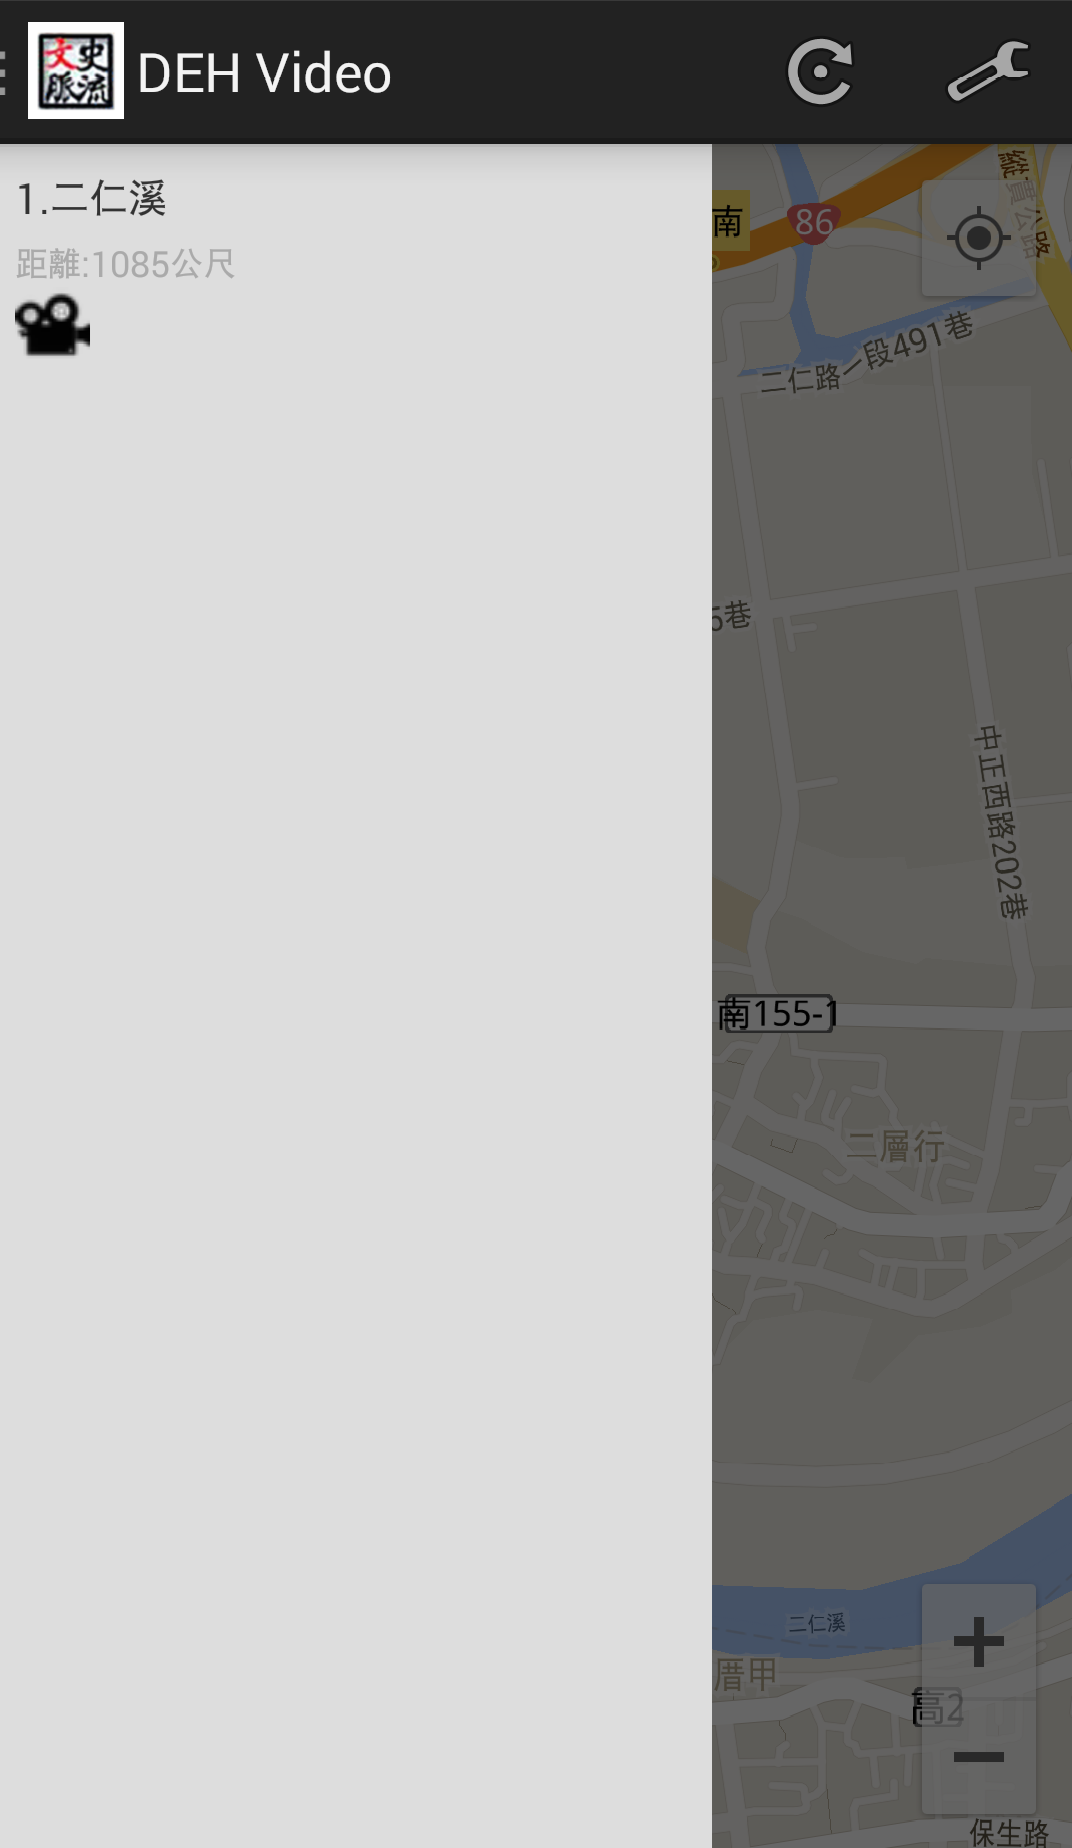 文史
脈流
DEH Video
1.二仁溪
距離:1085公尺
南
86
縱貫公路
二仁路一段491巷
5巷
中正西路202巷
南155-1
二層行
二仁溪
厝甲
高2
保生路